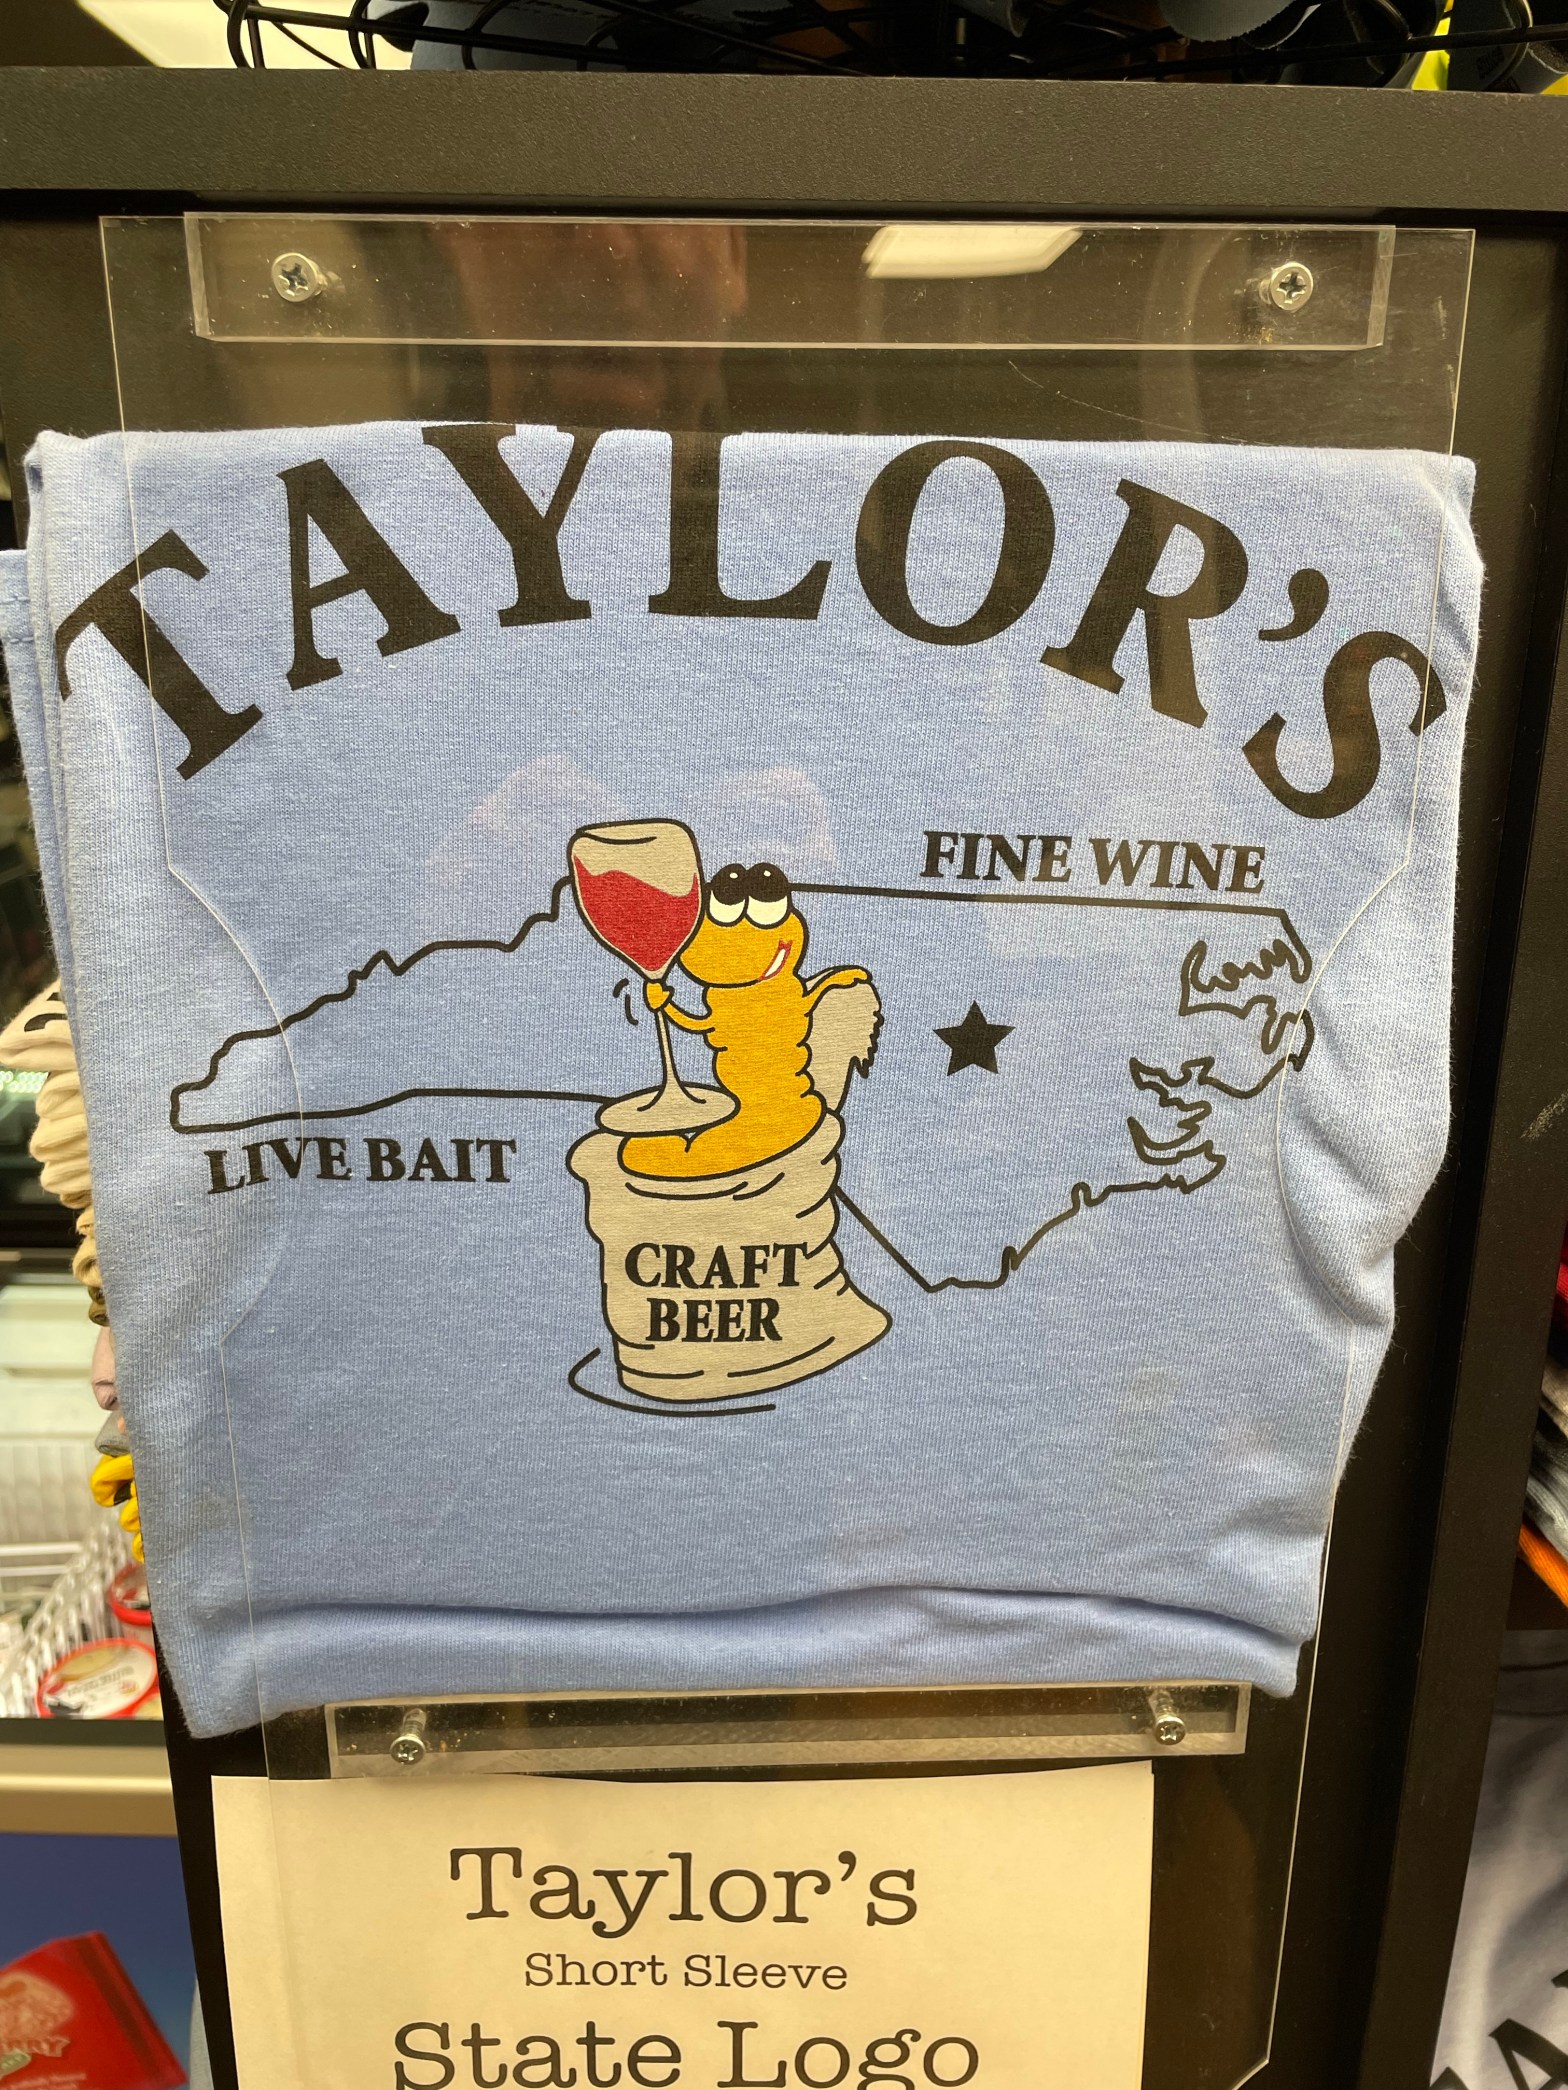 TAYLOR'S
FINE WINE
LIVE BAIT
CRAFT
BEER
Taylor's
Short Sleeve
State Logo